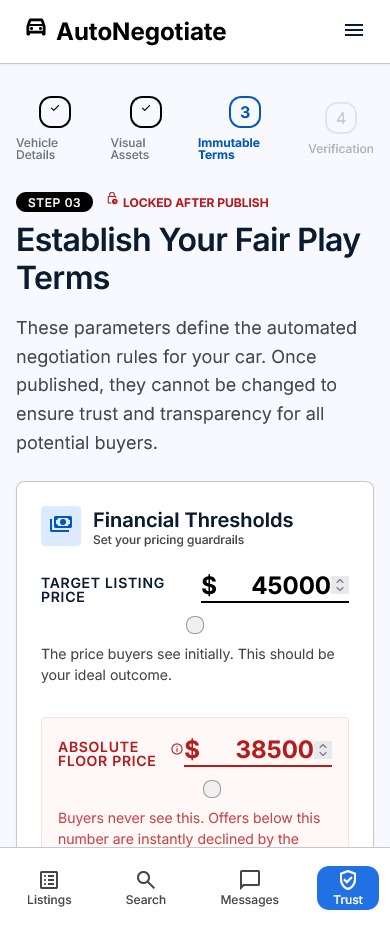 AutoNegotiate
3
4
Vehicle
Details
Visual
Assets
Immutable
Terms
Verification
STEP 03
LOCKED AFTER PUBLISH
Establish Your Fair Play
Terms
These parameters define the automated
negotiation rules for your car. Once
published, they cannot be changed to
ensure trust and transparency for all
potential buyers.
Financial Thresholds
Set your pricing guardrails
TARGET LISTING
PRICE
$ 45000
The price buyers see initially. This should be
your ideal outcome.
ABSOLUTE
FLOOR PRICE
$ 38500
Buyers never see this. Offers below this
number are instantly declined by the
Listings
Search
Messages
Trust